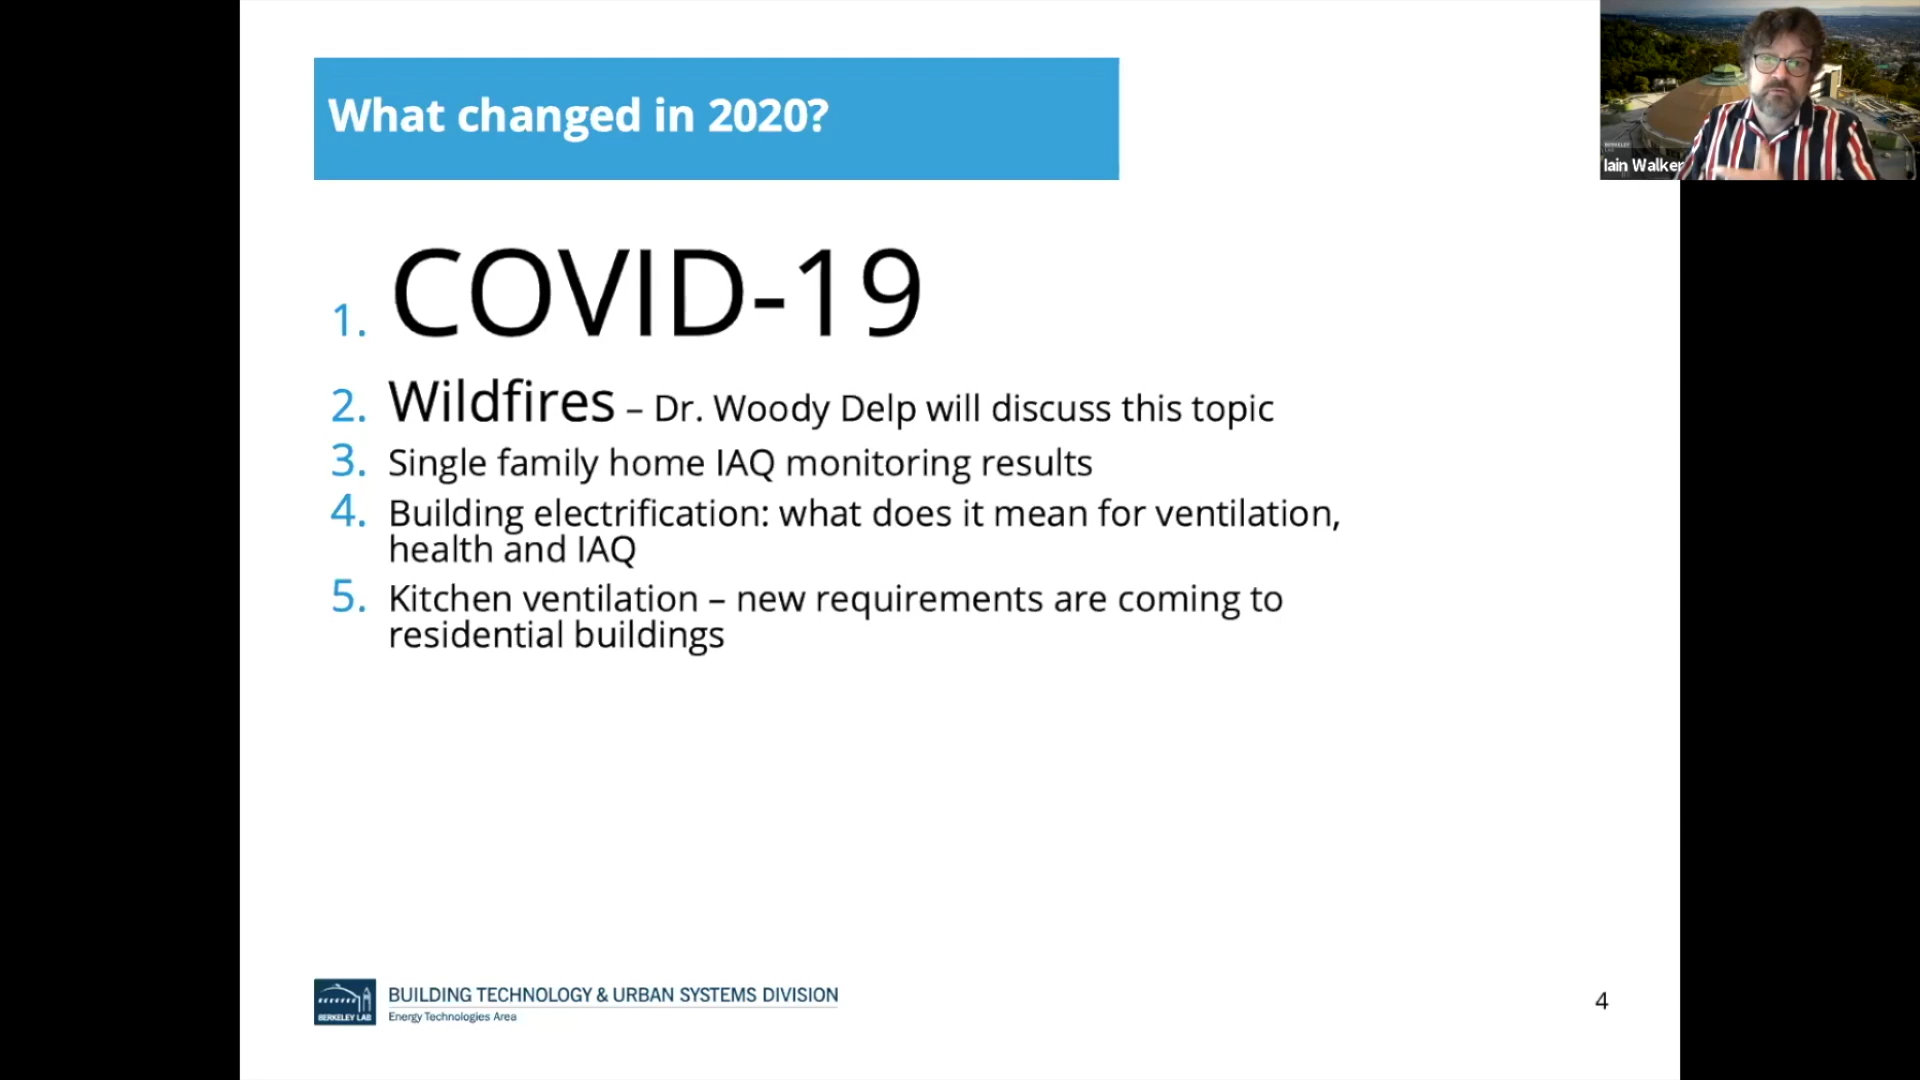 What changed in 2020?
Iain Walker
1. COVID-19
2. Wildfires – Dr. Woody Delp will discuss this topic
3. Single family home IAQ monitoring results
4. Building electrification: what does it mean for ventilation,
health and IAQ
5. Kitchen ventilation – new requirements are coming to
residential buildings
BERKELEY LAB
BUILDING TECHNOLOGY & URBAN SYSTEMS DIVISION
Energy Technologies Area
4